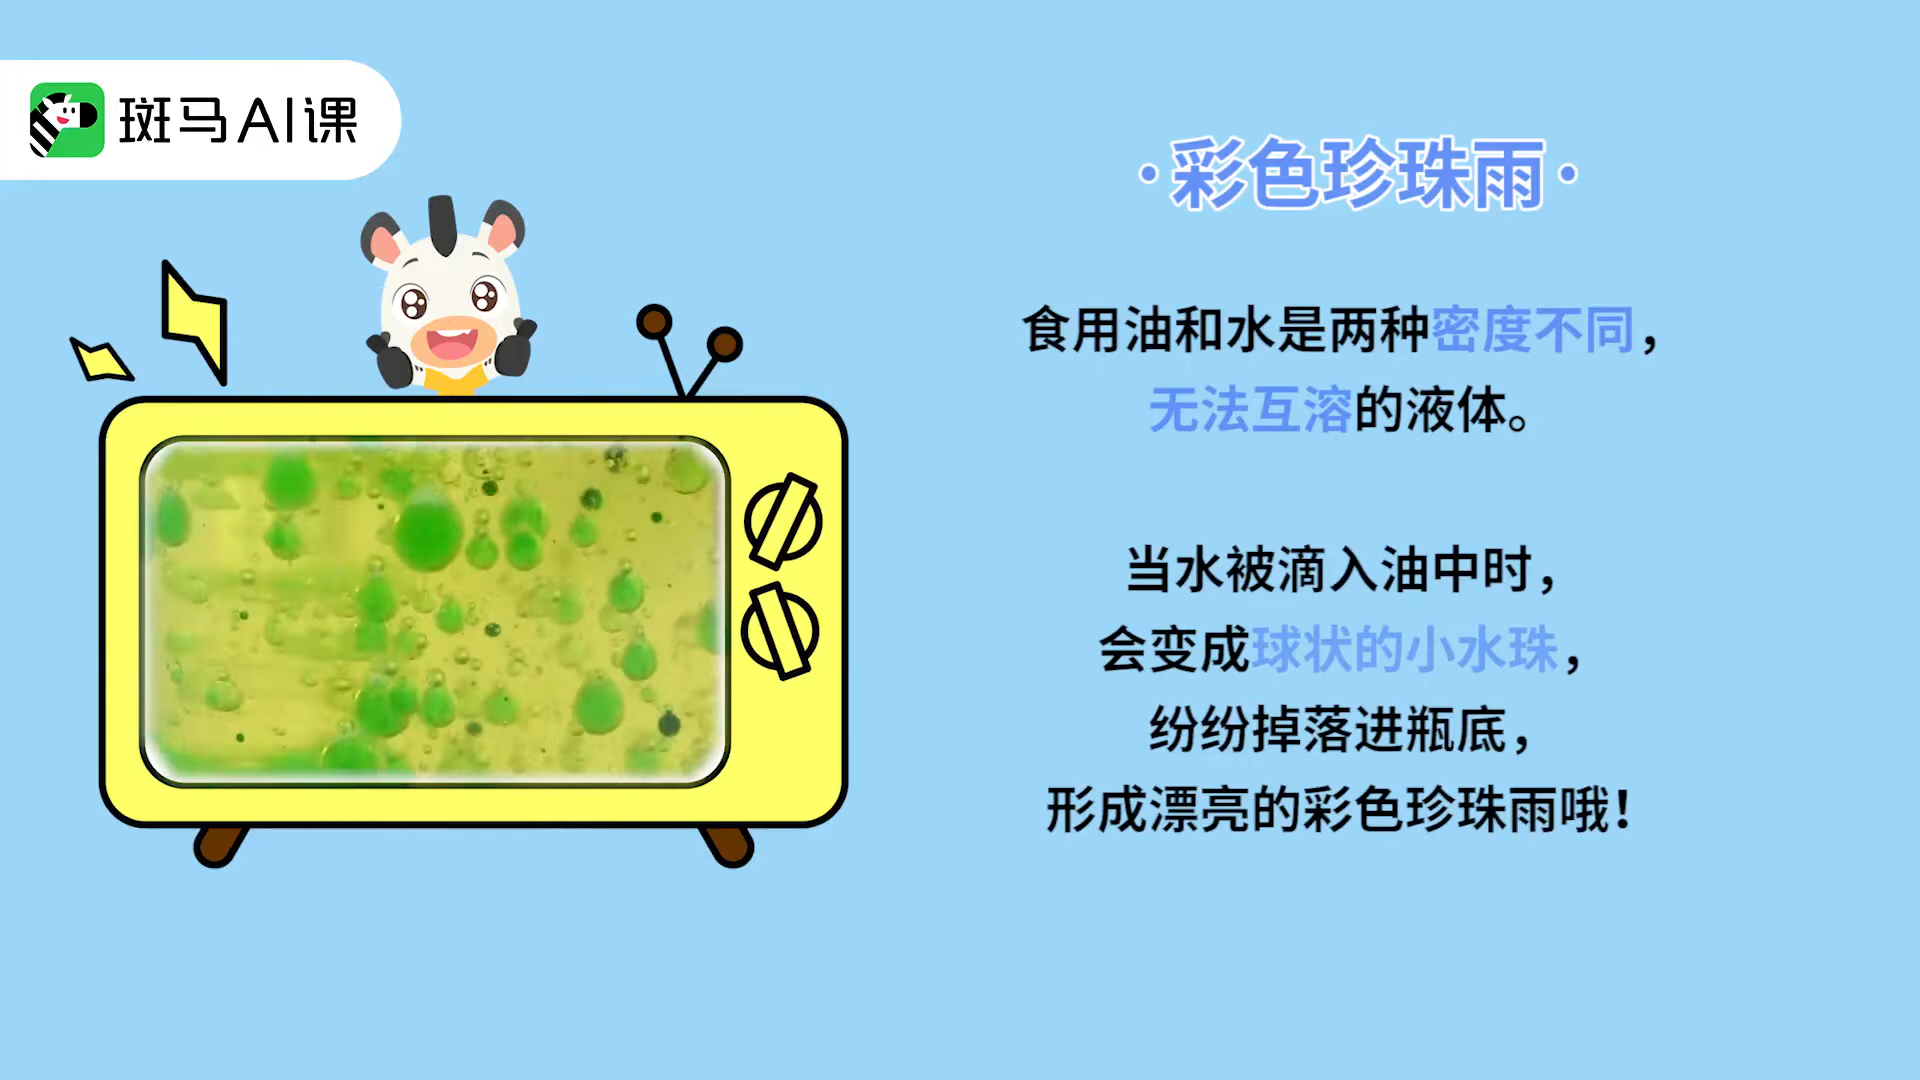 斑马AI课
·彩色珍珠雨·
食用油和水是两种密度不同，
无法互溶的液体。
当水被滴入油中时，
会变成球状的小水珠，
纷纷掉落进瓶底，
形成漂亮的彩色珍珠雨哦！